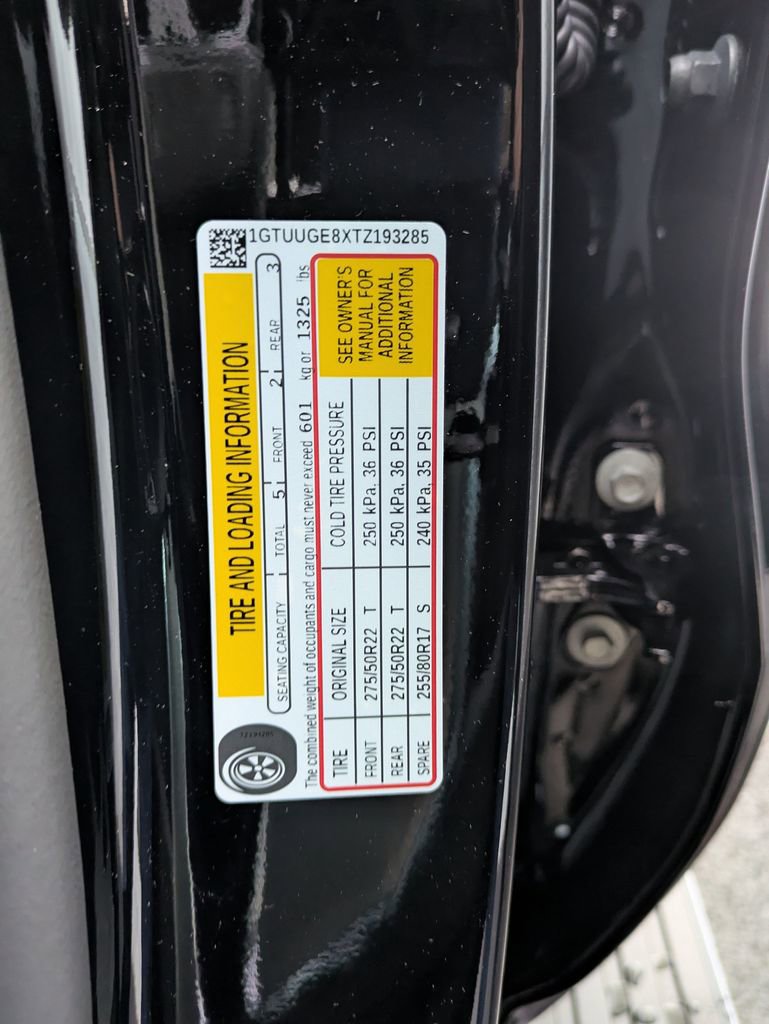 1GTUUGE8XTZ193285
TIRE AND LOADING INFORMATION
SEATING CAPACITY TOTAL 5 FRONT 2 REAR 3
The combined weight of occupants and cargo must never exceed 601 kg or 1325 lbs
TIRE ORIGINAL SIZE COLD TIRE PRESSURE
FRONT 275/50R22 T 250 kPa, 36 PSI
REAR 275/50R22 T 250 kPa, 36 PSI
SPARE 255/80R17 S 240 kPa, 35 PSI
SEE OWNER'S
MANUAL FOR
ADDITIONAL
INFORMATION